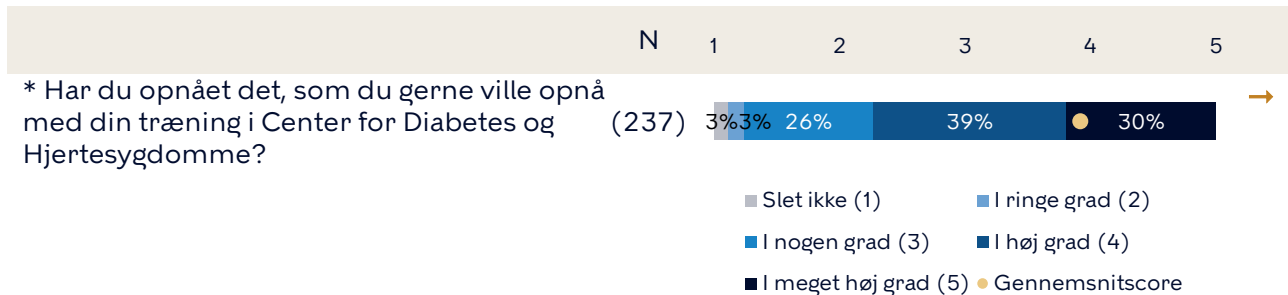 N 1 2 3 4 5
* Har du opnået det, som du gerne ville opnå
med din træning i Center for Diabetes og
Hjertesygdomme?
(237) 3% 3% 26% 39% 30%
Slet ikke (1) I ringe grad (2)
I nogen grad (3) I høj grad (4)
I meget høj grad (5) Gennemsnitscore